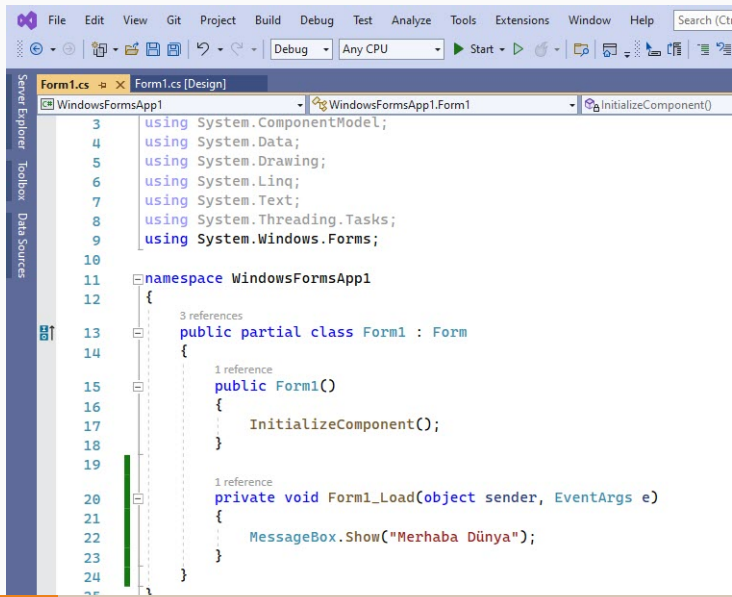 File Edit View Git Project Build Debug Test Analyze Tools Extensions Window Help Search (Ctr
Debug Any CPU Start
Form1.cs Form1.cs [Design]
C# WindowsFormsApp1 WindowsFormsApp1.Form1 InitializeComponent()
Server Explorer
Toolbox
Data Sources
3 using System.ComponentModel;
4 using System.Data;
5 using System.Drawing;
6 using System.Linq;
7 using System.Text;
8 using System.Threading.Tasks;
9 using System.Windows.Forms;
10
11 namespace WindowsFormsApp1
12 {
3 references
13 public partial class Form1 : Form
14 {
1 reference
15 public Form1()
16 {
17 InitializeComponent();
18 }
19
1 reference
20 private void Form1_Load(object sender, EventArgs e)
21 {
22 MessageBox.Show("Merhaba Dünya");
23 }
24 }
25 }